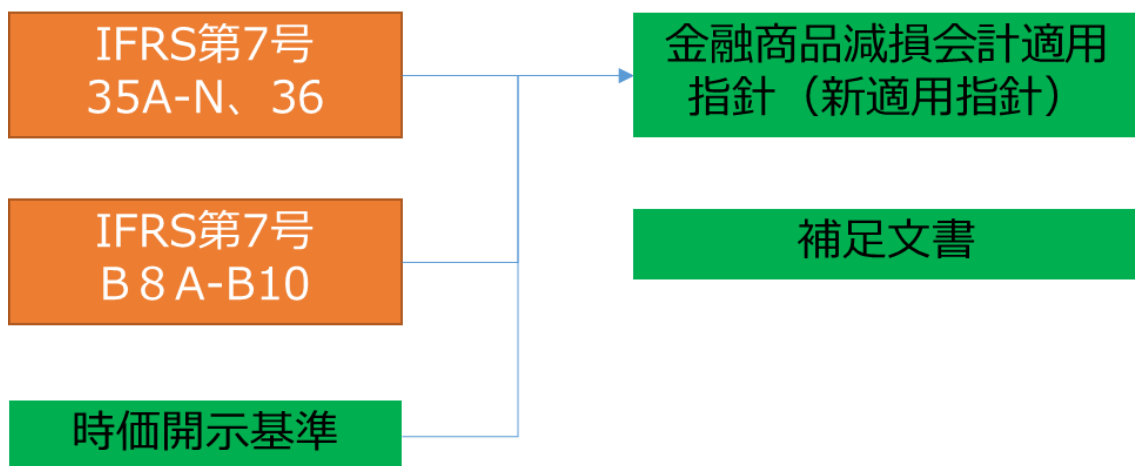 IFRS第7号
35A-N、36
金融商品減損会計適用
指針（新適用指針）
IFRS第7号
B８A-B10
補足文書
時価開示基準